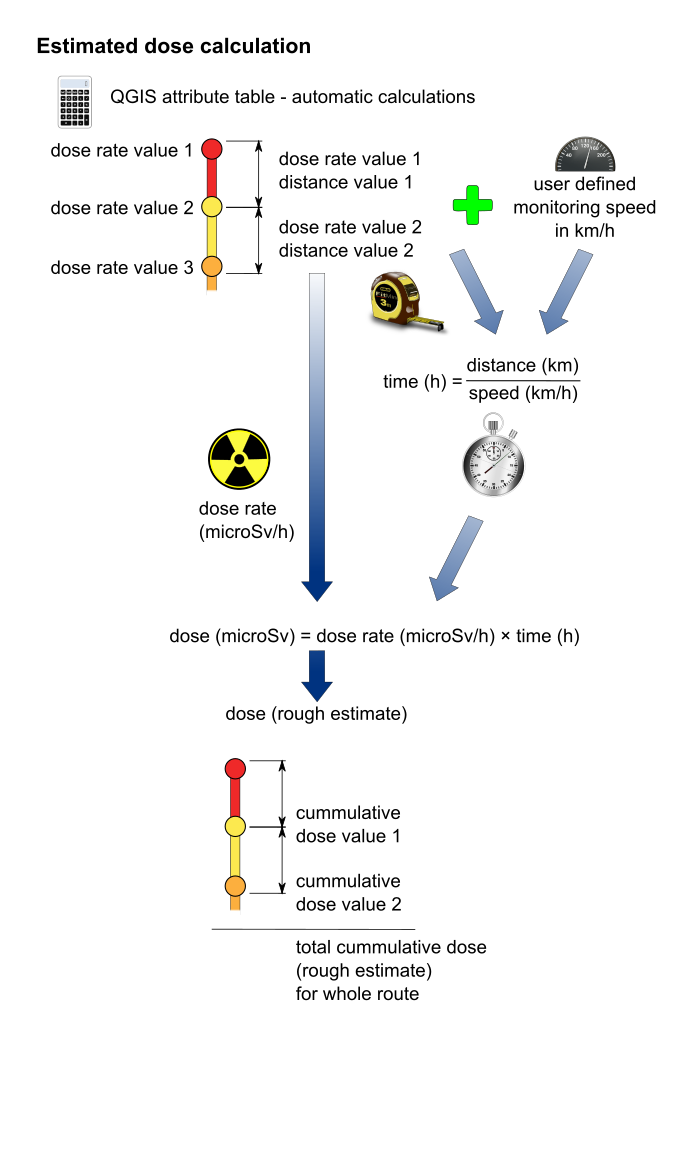 Estimated dose calculation
QGIS attribute table - automatic calculations
dose rate value 1
dose rate value 2
dose rate value 3
dose rate value 1
distance value 1
dose rate value 2
distance value 2
user defined
monitoring speed
in km/h
3m
time (h) = distance (km)
speed (km/h)
dose rate
(microSv/h)
dose (microSv) = dose rate (microSv/h) × time (h)
dose (rough estimate)
cummulative
dose value 1
cummulative
dose value 2
total cummulative dose
(rough estimate)
for whole route